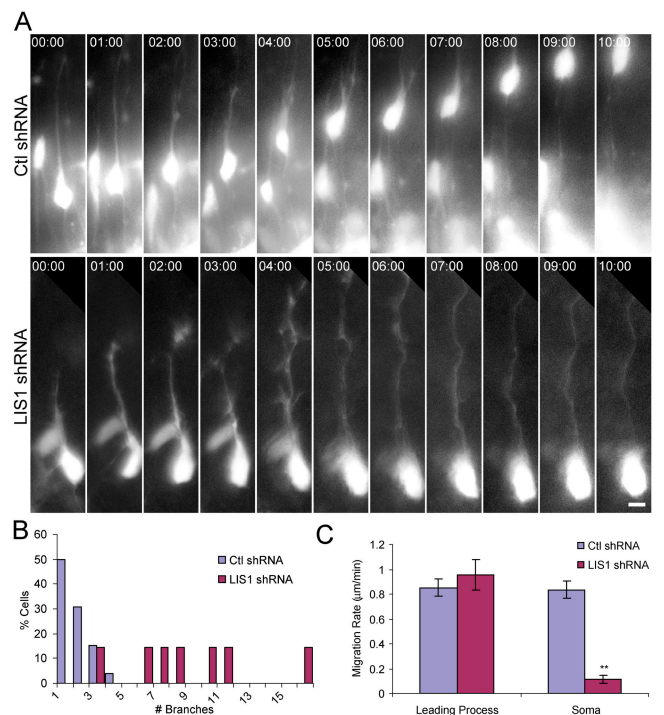 A
Ctl shRNA
00:00 01:00 02:00 03:00 04:00 05:00 06:00 07:00 08:00 09:00 10:00
LIS1 shRNA
00:00 01:00 02:00 03:00 04:00 05:00 06:00 07:00 08:00 09:00 10:00
B
Ctl shRNA
LIS1 shRNA
% Cells
60
50
40
30
20
10
0
1 3 5 7 9 11 13 15
# Branches
C
Ctl shRNA
LIS1 shRNA
Migration Rate (μm/min)
1.2
1
0.8
0.6
0.4
0.2
0
**
Leading Process Soma